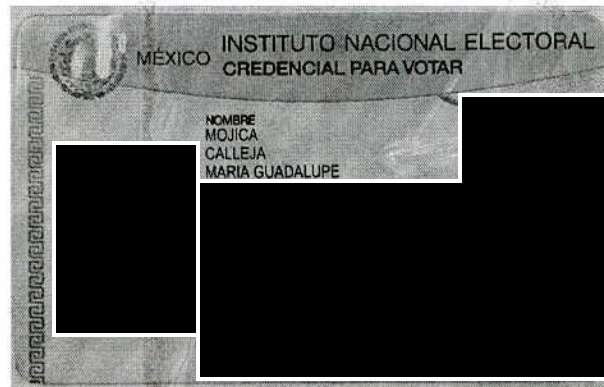 MÉXICO
INSTITUTO NACIONAL ELECTORAL
CREDENCIAL PARA VOTAR
NOMBRE
MOJICA
CALLEJA
MARIA GUADALUPE